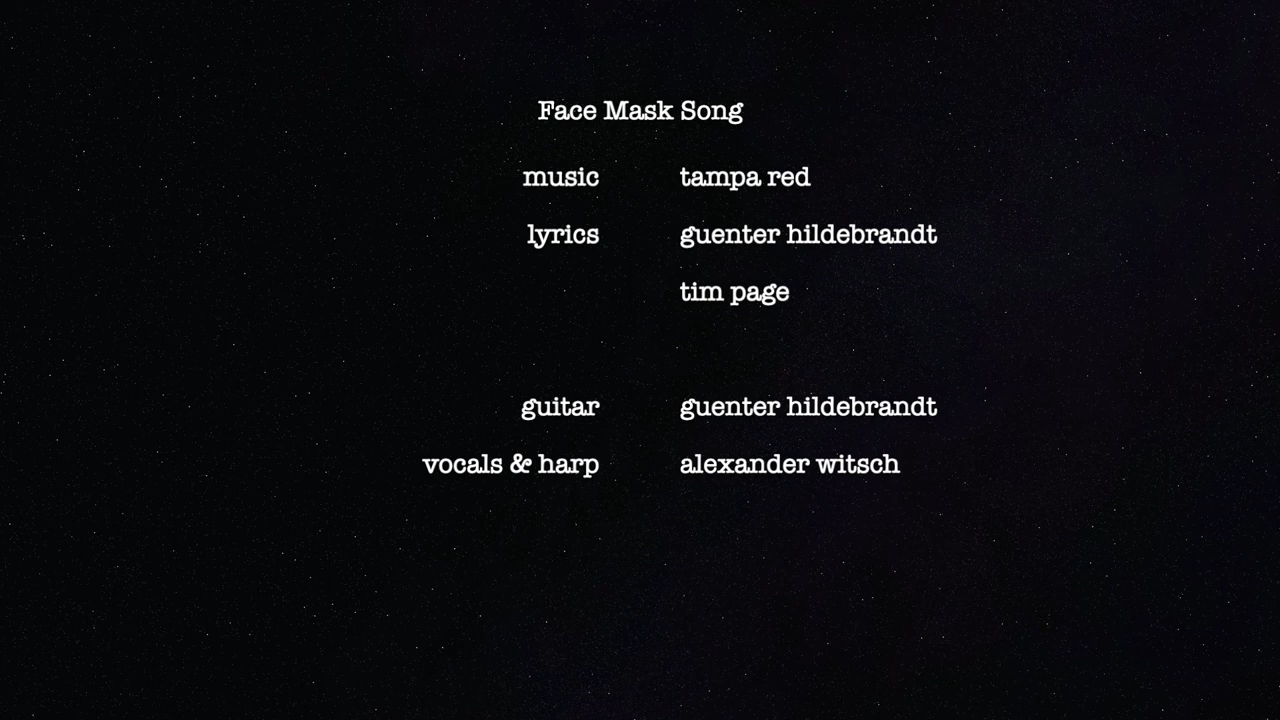 Face Mask Song
music tampa red
lyrics guenter hildebrandt
tim page
guitar guenter hildebrandt
vocals & harp alexander witsch